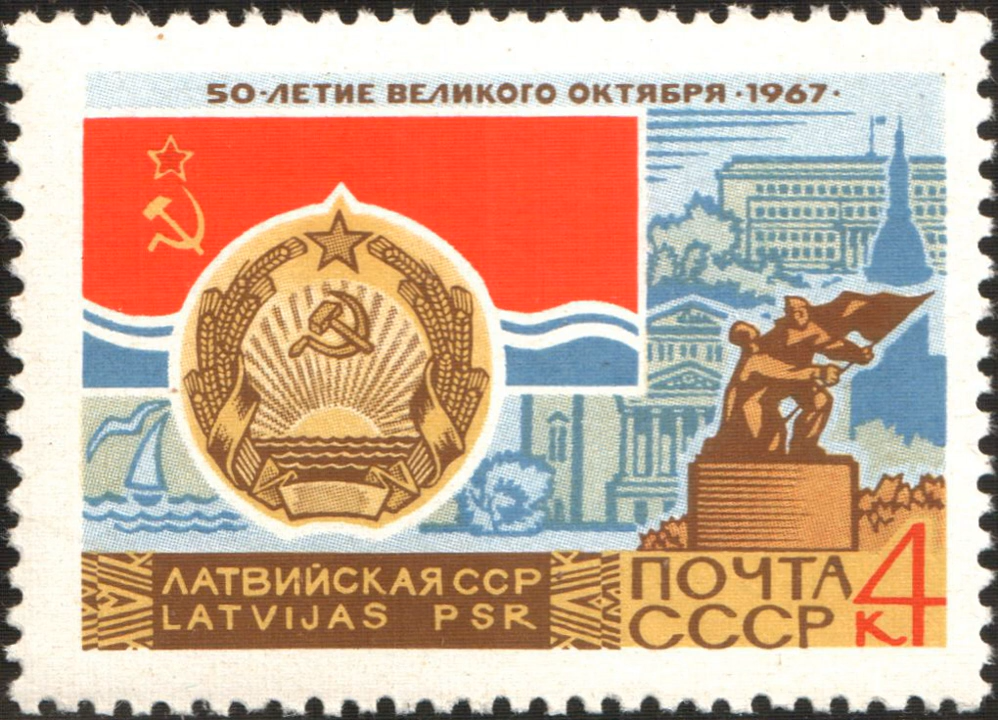 50·ЛЕТИЕ ВЕЛИКОГО ОКТЯБРЯ ·1967·
ЛАТВИЙСКАЯ ССР
LATVIJAS PSR
ПОЧТА
СССР
4
К